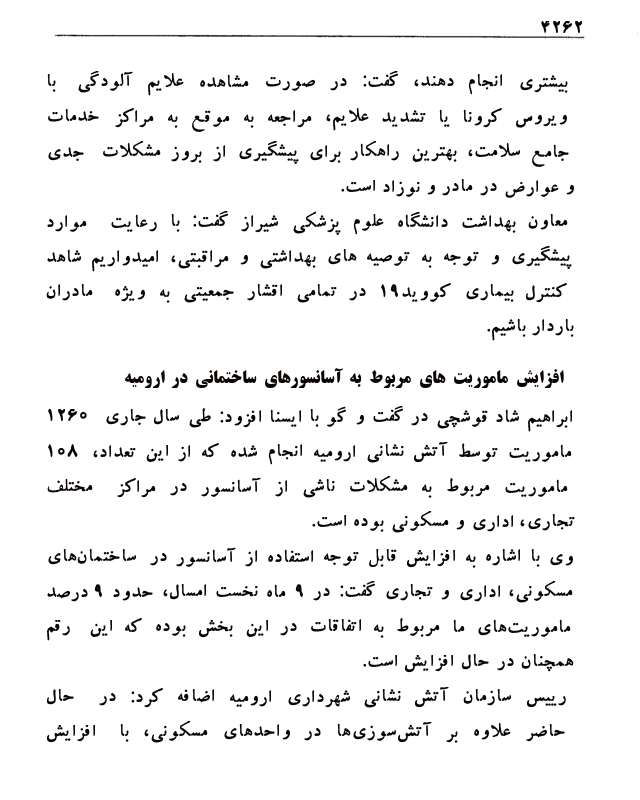 ۴۲۶۲
بیشتری انجام دهند، گفت: در صورت مشاهده علایم آلودگی با
ویروس کرونا یا تشدید علایم، مراجعه به موقع به مراکز خدمات
جامع سلامت، بهترین راهکار برای پیشگیری از بروز مشکلات جدی
و عوارض در مادر و نوزاد است.
معاون بهداشت دانشگاه علوم پزشکی شیراز گفت: با رعایت موارد
پیشگیری و توجه به توصیه های بهداشتی و مراقبتی، امیدواریم شاهد
کنترل بیماری کووید۱۹ در تمامی اقشار جمعیتی به ویژه مادران
باردار باشیم.
افزایش ماموریت های مربوط به آسانسورهای ساختمانی در ارومیه
ابراهیم شاد قوشچی در گفت و گو با ایسنا افزود: طی سال جاری ۱۲۶۰
ماموریت توسط آتش نشانی ارومیه انجام شده که از این تعداد، ۱۰۸
ماموریت مربوط به مشکلات ناشی از آسانسور در مراکز مختلف
تجاری، اداری و مسکونی بوده است.
وی با اشاره به افزایش قابل توجه استفاده از آسانسور در ساختمان‌های
مسکونی، اداری و تجاری گفت: در ۹ ماه نخست امسال، حدود ۹ درصد
ماموریت‌های ما مربوط به اتفاقات در این بخش بوده که این رقم
همچنان در حال افزایش است.
رییس سازمان آتش نشانی شهرداری ارومیه اضافه کرد: در حال
حاضر علاوه بر آتش‌سوزی‌ها در واحدهای مسکونی، با افزایش